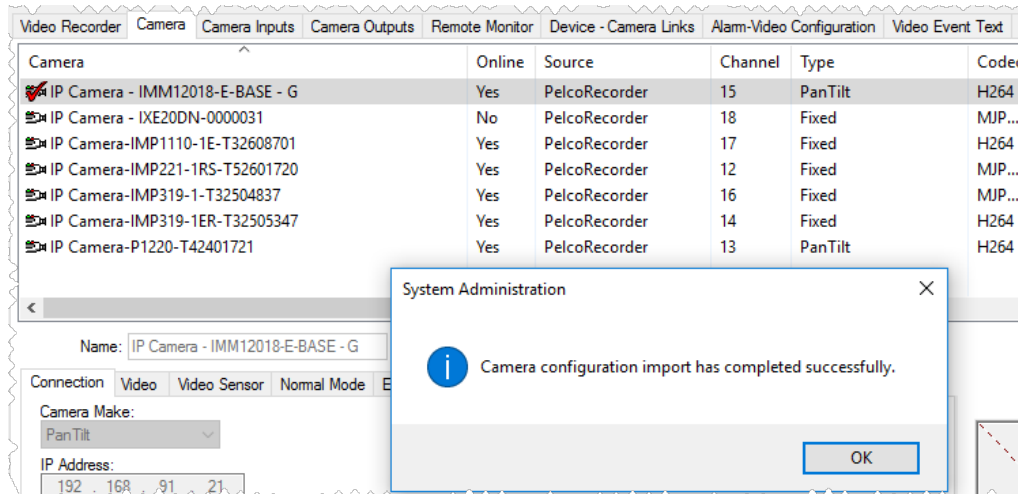 Video Recorder Camera Camera Inputs Camera Outputs Remote Monitor Device - Camera Links Alarm-Video Configuration Video Event Text
Camera Online Source Channel Type
IP Camera - IMM12018-E-BASE - G Yes PelcoRecorder 15 PanTilt H264
IP Camera - IXE20DN-0000031 No PelcoRecorder 18 Fixed MJP...
IP Camera-IMP1110-1E-T32608701 Yes PelcoRecorder 17 Fixed H264
IP Camera-IMP221-1RS-T52601720 Yes PelcoRecorder 12 Fixed MJP...
IP Camera-IMP319-1-T32504837 Yes PelcoRecorder 16 Fixed MJP...
IP Camera-IMP319-1ER-T32505347 Yes PelcoRecorder 14 Fixed H264
IP Camera-P1220-T42401721 Yes PelcoRecorder 13 PanTilt H264
System Administration
Name: IP Camera - IMM12018-E-BASE - G
Camera configuration import has completed successfully.
Connection Video Video Sensor Normal Mode
Camera Make:
PanTilt
OK
IP Address:
192 . 168 . 91 . 21